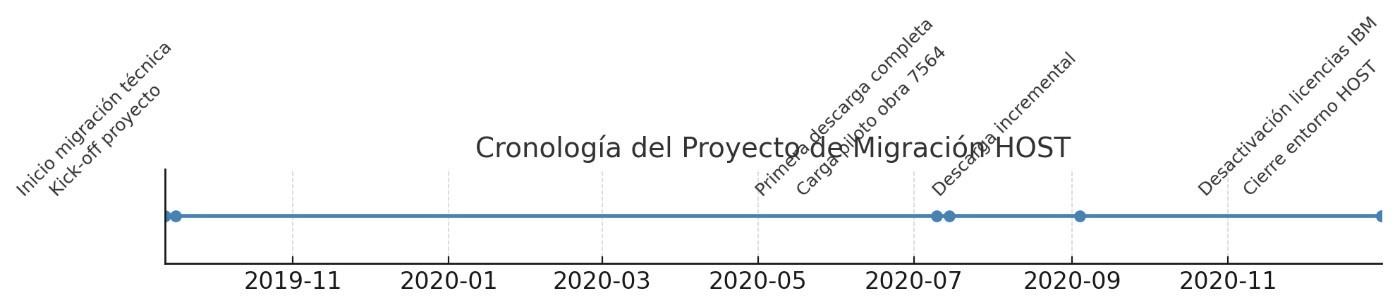 Inicio migración técnica
Kick-off proyecto
Primera descarga completa
Carga piloto obra 7564
Descarga incremental
Desactivación licencias IBM
Cierre entorno HOST
Cronología del Proyecto de Migración HOST
2019-11
2020-01
2020-03
2020-05
2020-07
2020-09
2020-11